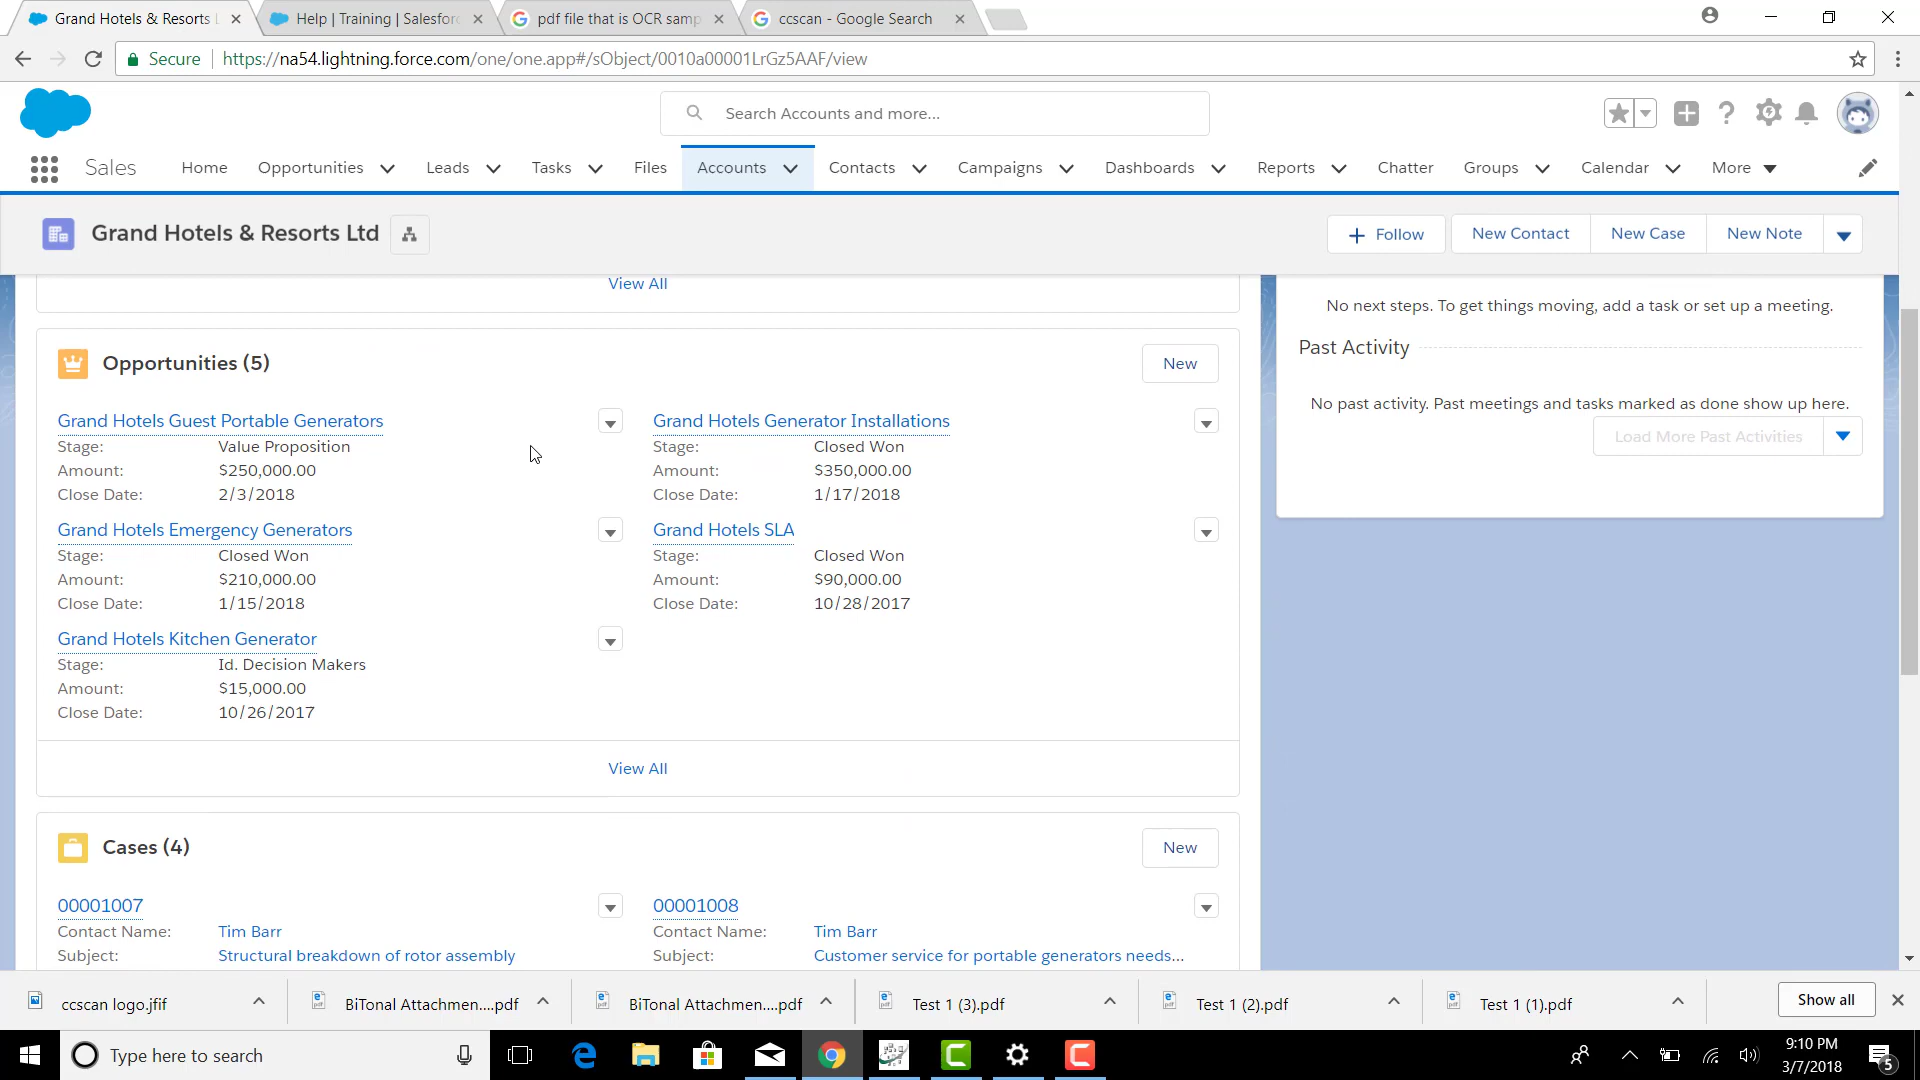 Grand Hotels & Resorts L
Help | Training | Salesforc
pdf file that is OCR samp
ccscan - Google Search
Secure
https://na54.lightning.force.com/one/one.app#/sObject/0010a00001LrGz5AAF/view
Search Accounts and more...
Sales
Home
Opportunities
Leads
Tasks
Files
Accounts
Contacts
Campaigns
Dashboards
Reports
Chatter
Groups
Calendar
More
Grand Hotels & Resorts Ltd
Follow
New Contact
New Case
New Note
View All
No next steps. To get things moving, add a task or set up a meeting.
Past Activity
No past activity. Past meetings and tasks marked as done show up here.
Load More Past Activities
Opportunities (5)
New
Grand Hotels Guest Portable Generators
Stage: Value Proposition
Amount: $250,000.00
Close Date: 2/3/2018
Grand Hotels Generator Installations
Stage: Closed Won
Amount: $350,000.00
Close Date: 1/17/2018
Grand Hotels Emergency Generators
Stage: Closed Won
Amount: $210,000.00
Close Date: 1/15/2018
Grand Hotels SLA
Stage: Closed Won
Amount: $90,000.00
Close Date: 10/28/2017
Grand Hotels Kitchen Generator
Stage: Id. Decision Makers
Amount: $15,000.00
Close Date: 10/26/2017
View All
Cases (4)
New
00001007
Contact Name: Tim Barr
Subject: Structural breakdown of rotor assembly
00001008
Contact Name: Tim Barr
Subject: Customer service for portable generators needs...
ccscan logo.jfif
BiTonal Attachmen....pdf
BiTonal Attachmen....pdf
Test 1 (3).pdf
Test 1 (2).pdf
Test 1 (1).pdf
Show all
Type here to search
9:10 PM
3/7/2018
5